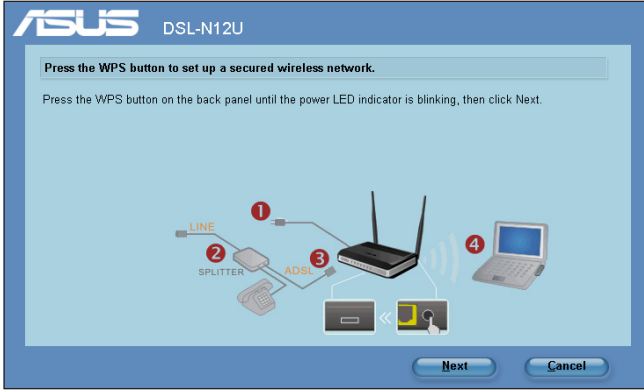 ASUS DSL-N12U
Press the WPS button to set up a secured wireless network.
Press the WPS button on the back panel until the power LED indicator is blinking, then click Next.
1
LINE
2
3
4
SPLITTER
ADSL
Next
Cancel